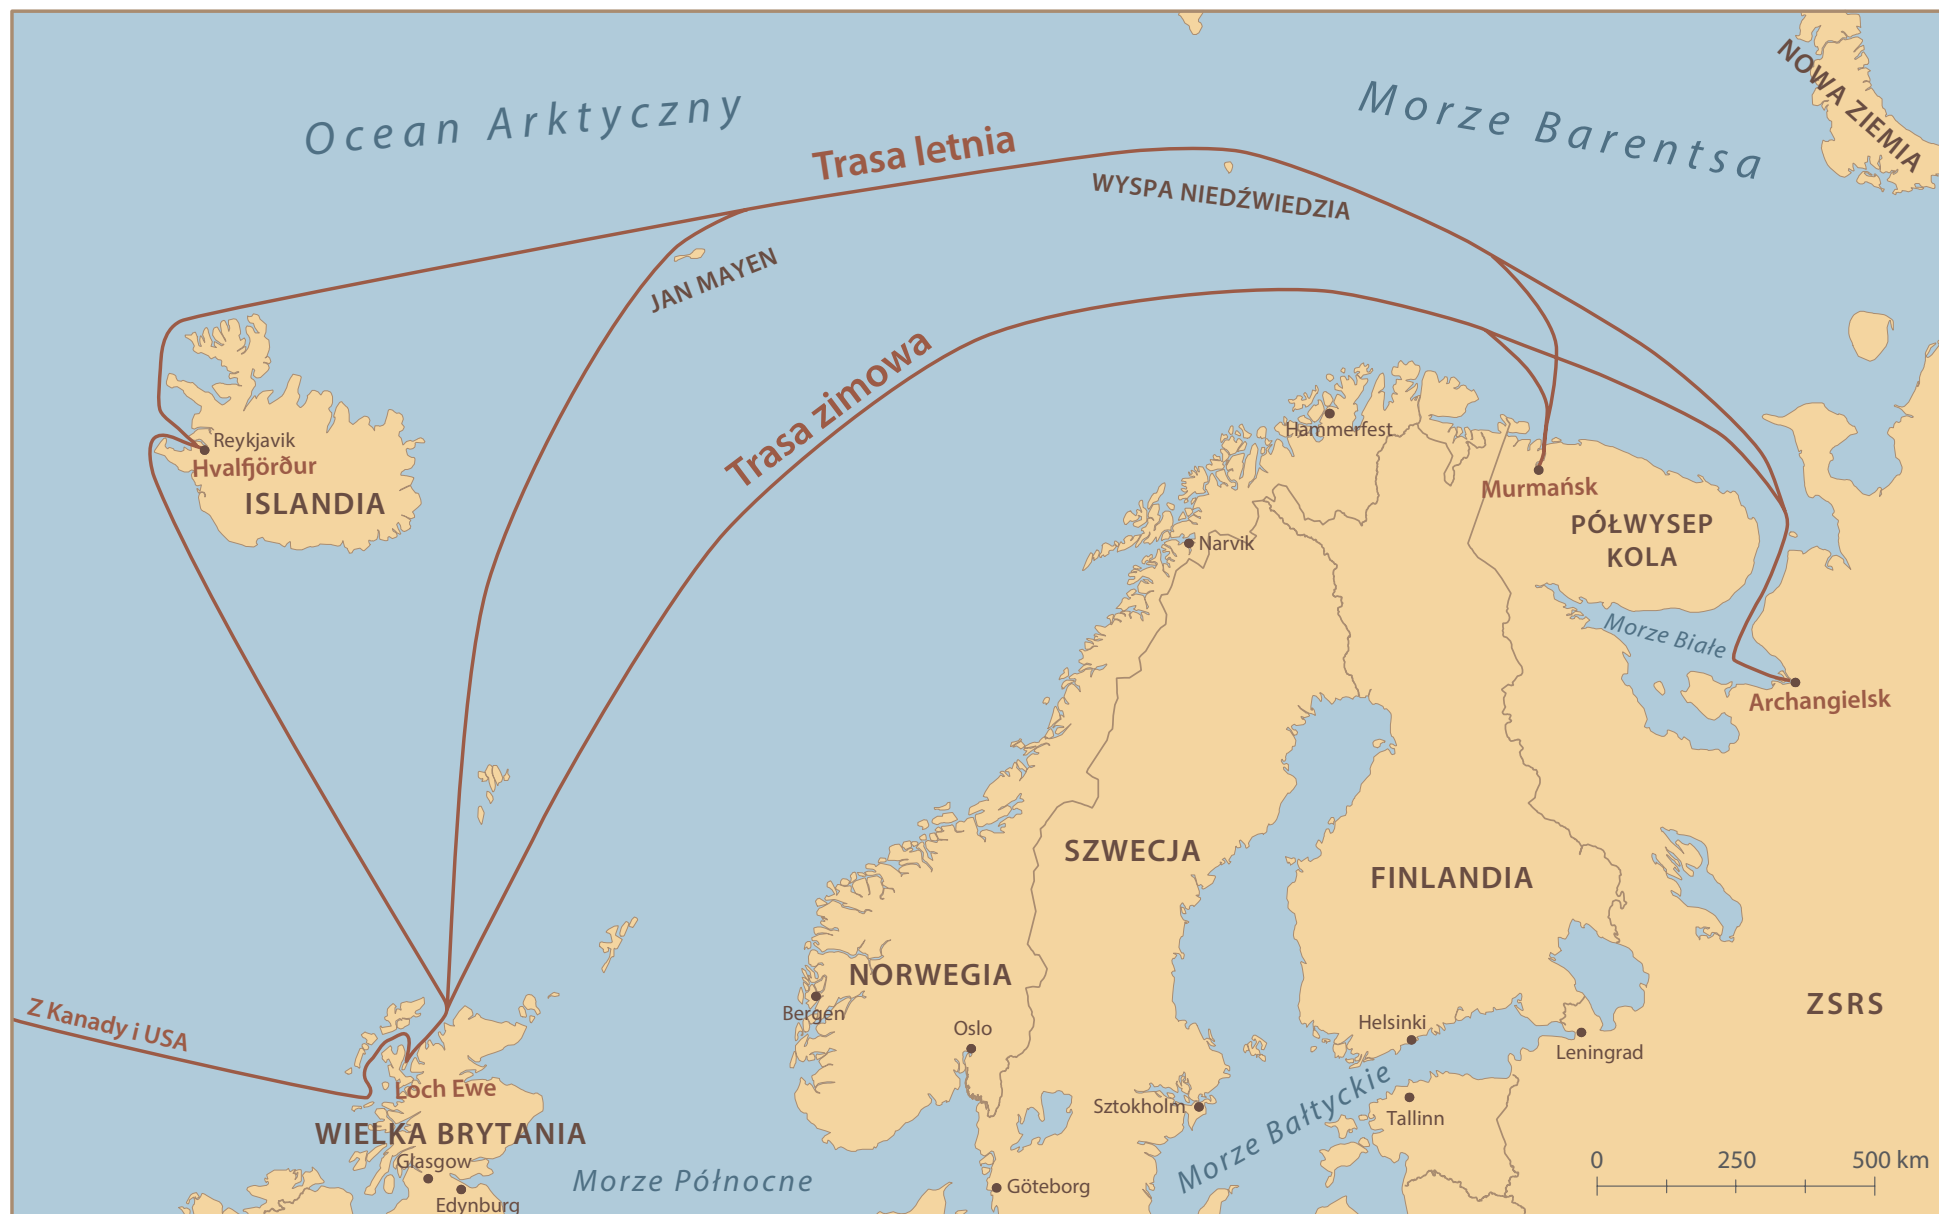 Ocean Arktyczny
Morze Barentsa
NOWA ZIEMIA
Trasa letnia
WYSPA NIEDŹWIEDZIA
JAN MAYEN
Trasa zimowa
Reykjavik
Hvalfjörður
ISLANDIA
Hammerfest
Murmańsk
PÓŁWYSEP
KOLA
Narvik
Morze Białe
Archangielsk
SZWECJA
FINLANDIA
NORWEGIA
ZSRS
Bergen
Oslo
Helsinki
Leningrad
Z Kanady i USA
Loch Ewe
WIELKA BRYTANIA
Glasgow
Edynburg
Sztokholm
Tallinn
Morze Bałtyckie
Morze Północne
Göteborg
0 250 500 km